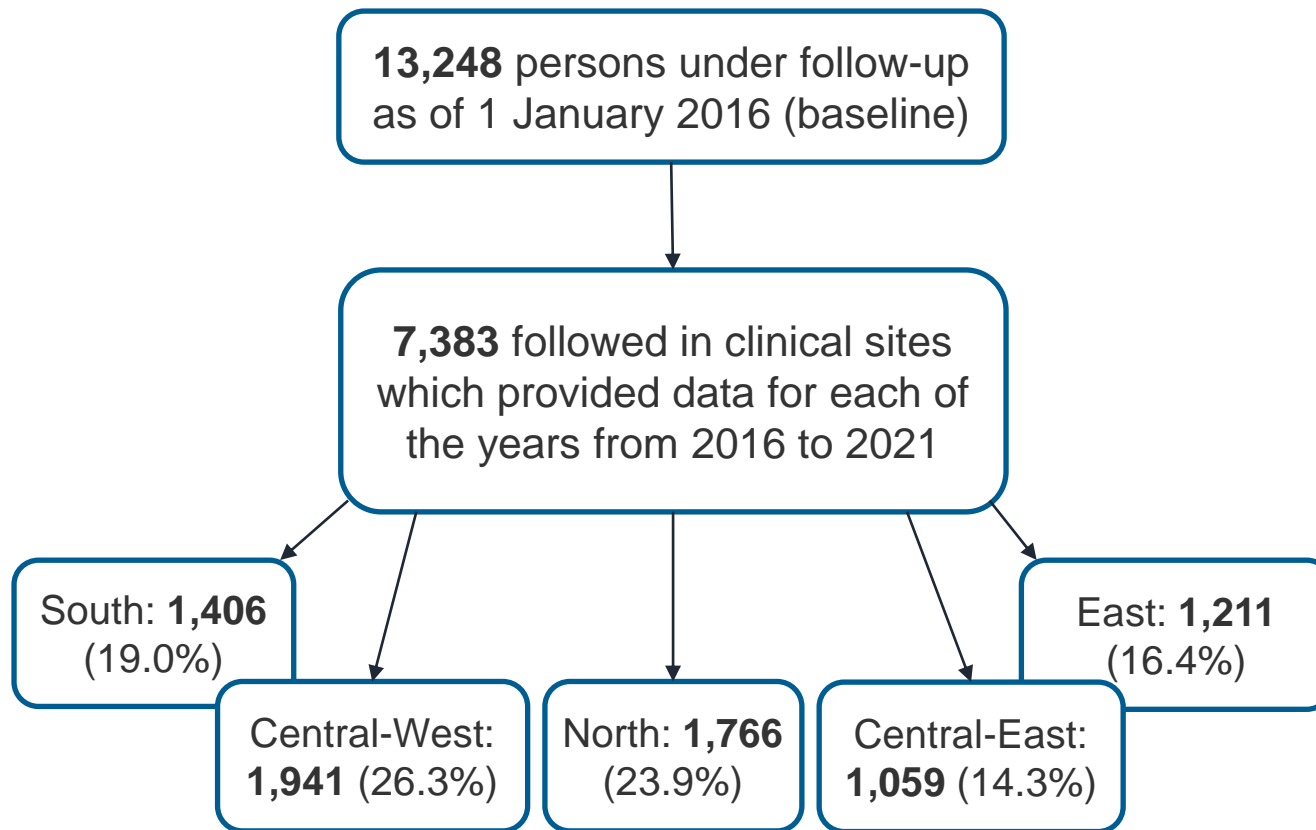 13,248 persons under follow-up
as of 1 January 2016 (baseline)
7,383 followed in clinical sites
which provided data for each of
the years from 2016 to 2021
South: 1,406
(19.0%)
Central-West:
1,941 (26.3%)
North: 1,766
(23.9%)
Central-East:
1,059 (14.3%)
East: 1,211
(16.4%)